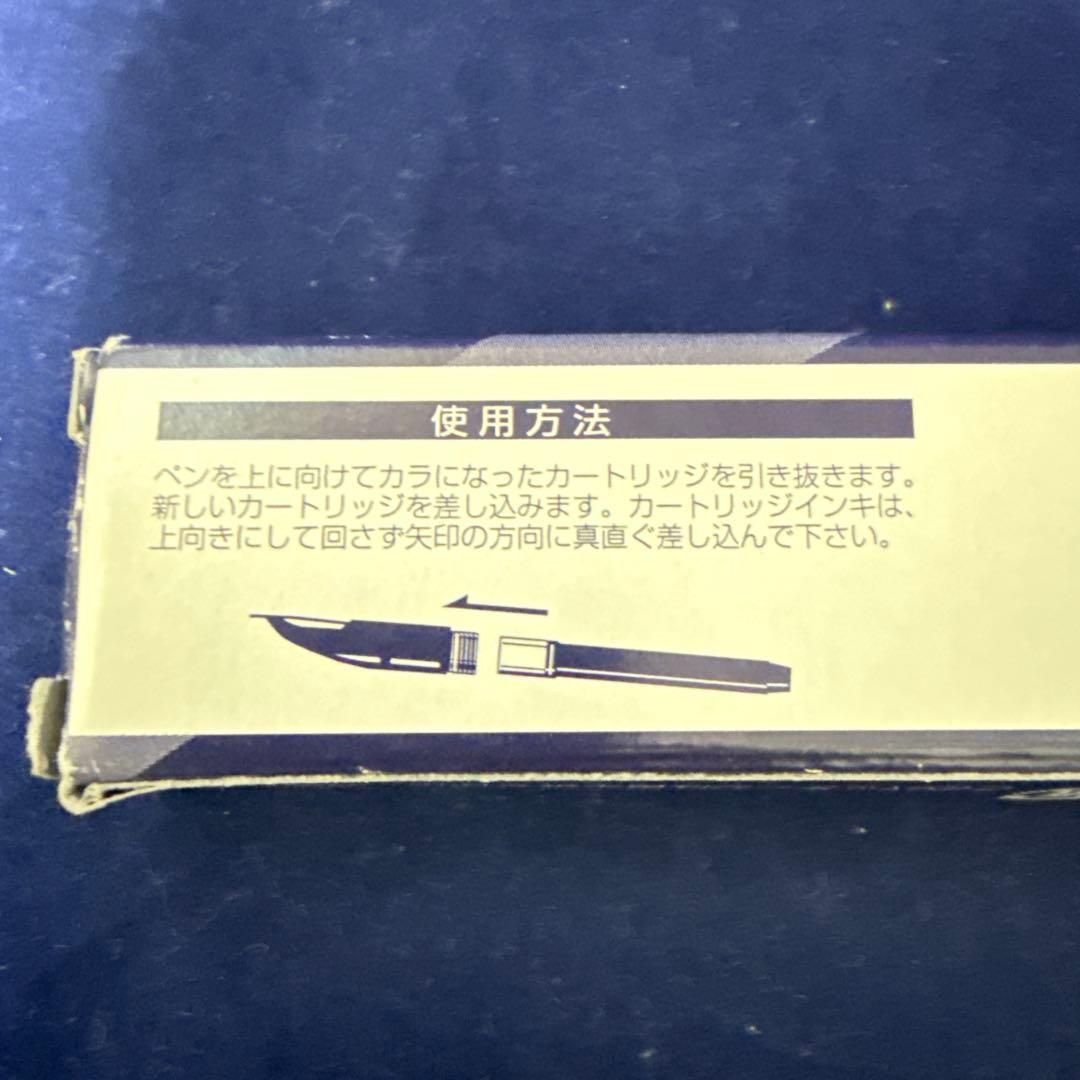 使用方法
ペンを上に向けてカラになったカートリッジを引き抜きます。
新しいカートリッジを差し込みます。カートリッジインキは、
上向きにして回さず矢印の方向に真直ぐ差し込んで下さい。